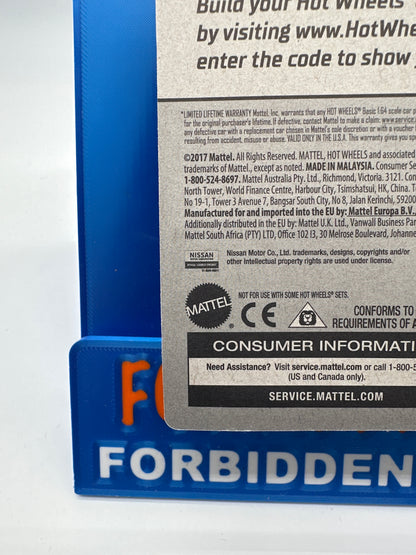 Build your Hot Wheels
by visiting www.HotWhe
enter the code to show
*LIMITED LIFETIME WARRANTY Mattel, Inc. warrants that any HOT WHEELS® Basic 1:64 scale car
for the original purchaser's lifetime. If defective, contact Mattel to make a claim: www.service.
any defective car with a replacement car chosen in Mattel's sole discretion or with a voucher
resulting from accident, misuse or abuse. VALID ONLY IN THE U.S.A. This warranty gives you sp
©2017 Mattel. All Rights Reserved. MATTEL, HOT WHEELS and associated
trademarks of Mattel, except as noted. MADE IN MALAYSIA. Consumer Se
1-800-524-8697. Mattel Australia Pty. Ltd., Richmond, Victoria. 3121. Con
North Tower, World Finance Centre, Harbour City, Tsimshatsui, HK, China. T
No 19-1, Tower 3 Avenue 7, Bangsar South City, No 8, Jalan Kerinchi, 59200
Manufactured for and imported into the EU by: Mattel Europa B.V.,
Additionally distributed in the EU by: Mattel U.K. Ltd., Vanwall Business Par
Mattel South Africa (PTY) LTD, Office 102 I3, 30 Melrose Boulevard, Johanne
NISSAN
Nissan Motor Co., Ltd. trademarks, designs, copyrights and/or
other intellectual property rights are used under license.
MATTEL
NOT FOR USE WITH SOME HOT WHEELS® SETS.
CE
CONFORMS TO
REQUIREMENTS OF A
CONSUMER INFORMATI
Need Assistance? Visit service.mattel.com or call 1-800-5
(US and Canada only).
SERVICE.MATTEL.COM
FO
FORBIDDEN